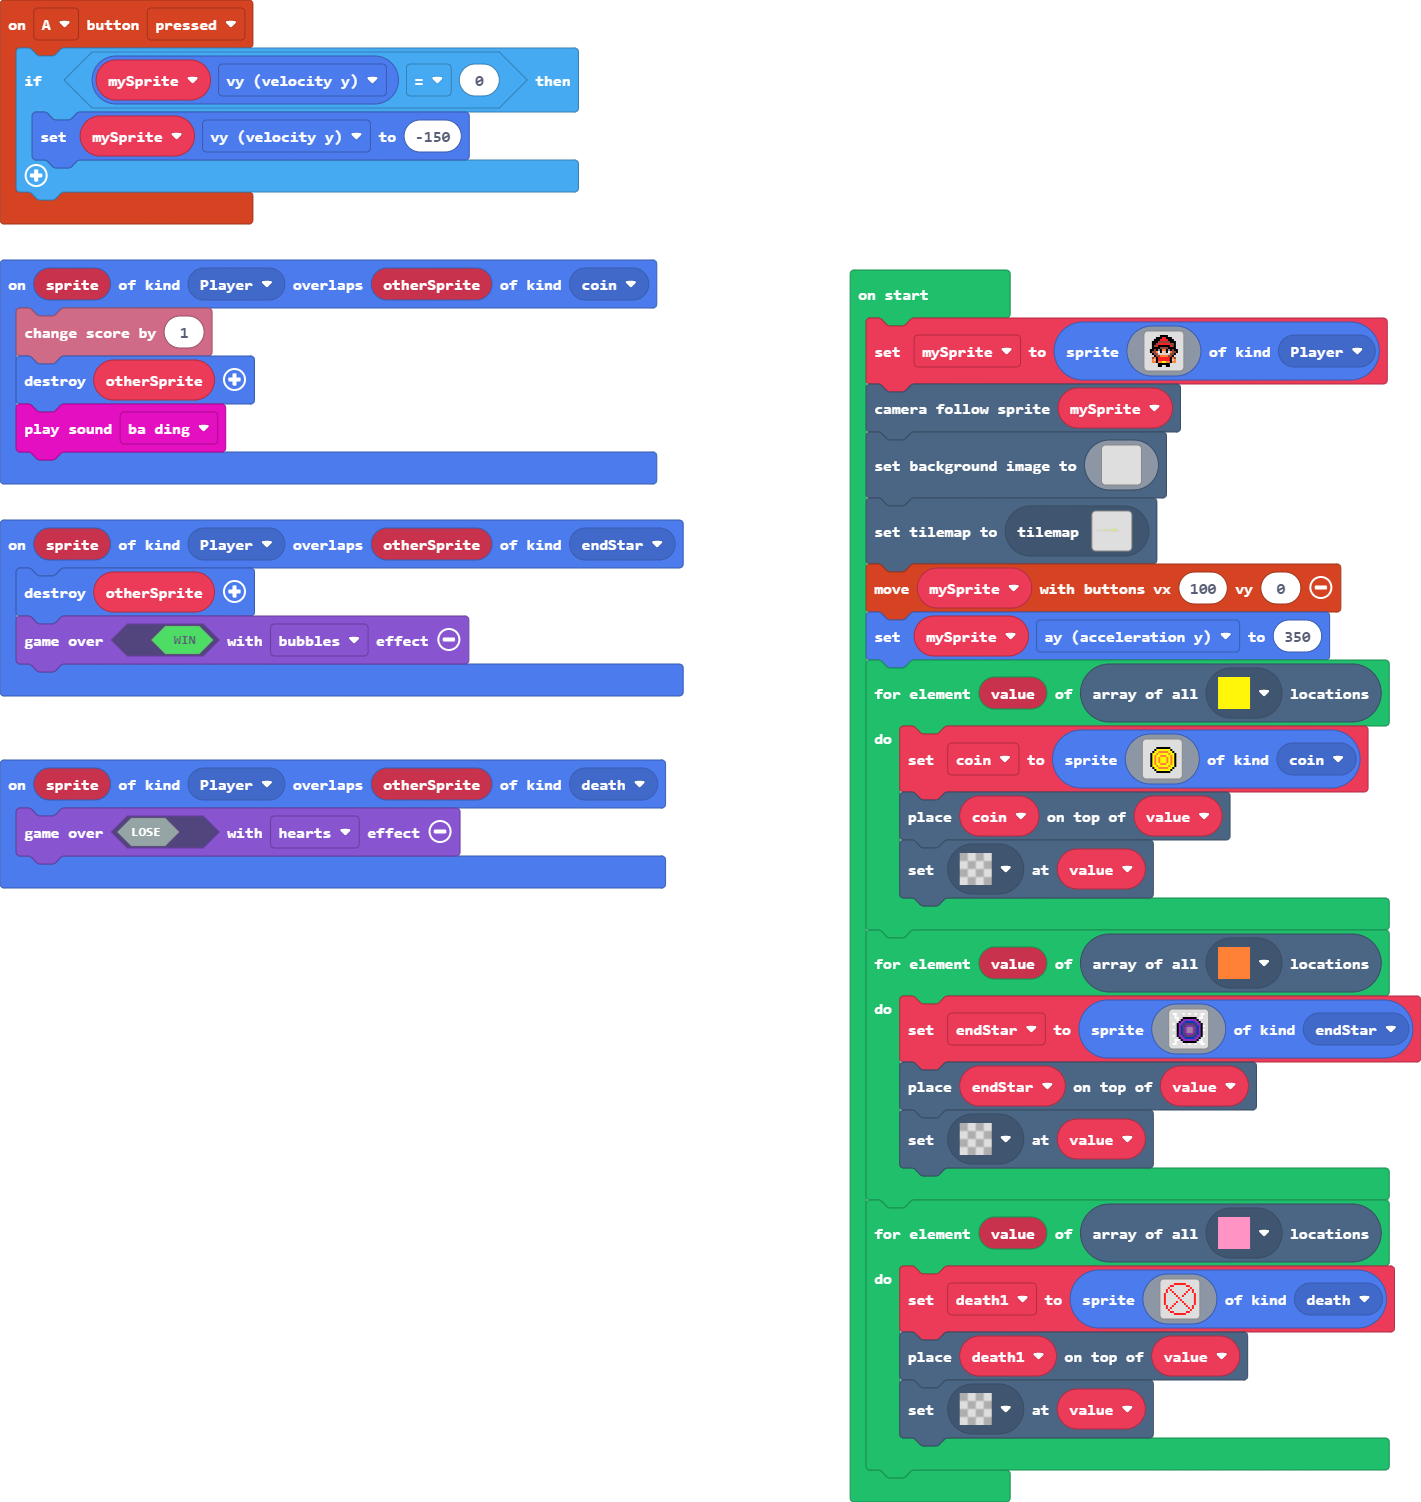 on A button pressed
if mySprite vy (velocity y) = 0 then
set mySprite vy (velocity y) to -150
on sprite of kind Player overlaps otherSprite of kind coin
change score by 1
destroy otherSprite
play sound ba ding
on sprite of kind Player overlaps otherSprite of kind endStar
destroy otherSprite
game over WIN with bubbles effect
on sprite of kind Player overlaps otherSprite of kind death
game over LOSE with hearts effect
on start
set mySprite to sprite of kind Player
camera follow sprite mySprite
set background image to
set tilemap to tilemap
move mySprite with buttons vx 100 vy 0
set mySprite ay (acceleration y) to 350
for element value of array of all locations
do
set coin to sprite of kind coin
place coin on top of value
set at value
for element value of array of all locations
do
set endStar to sprite of kind endStar
place endStar on top of value
set at value
for element value of array of all locations
do
set death1 to sprite of kind death
place death1 on top of value
set at value